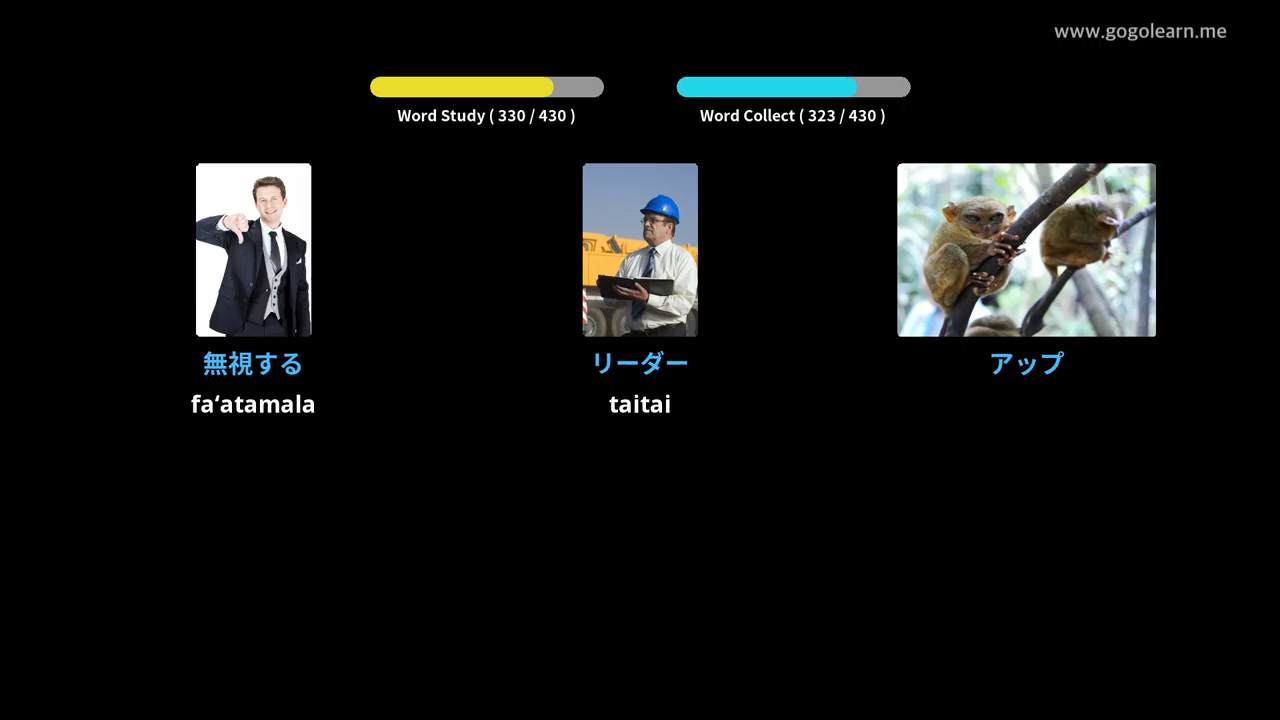 www.gogolearn.me
Word Study ( 330 / 430 )
Word Collect ( 323 / 430 )
無視する
リーダー
アップ
fa‘atamala
taitai